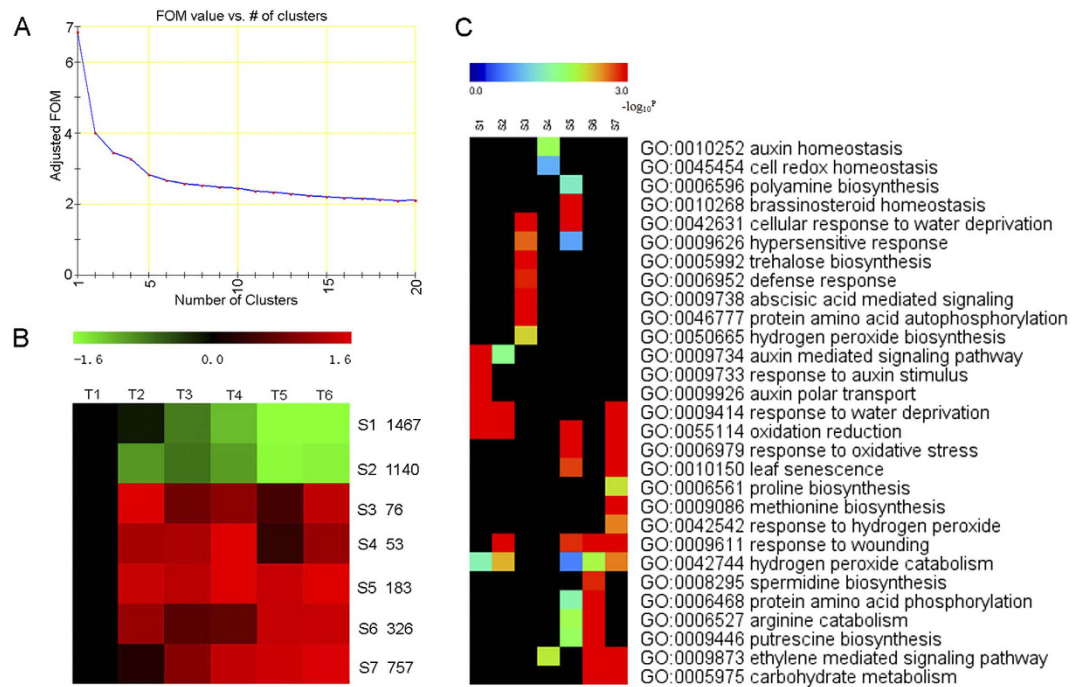 A
FOM value vs. # of clusters
Adjusted FOM
7
6
4
2
0
1
5
10
15
20
Number of Clusters
B
-1.6 0.0 1.6
T1 T2 T3 T4 T5 T6
S1 1467
S2 1140
S3 76
S4 53
S5 183
S6 326
S7 757
C
0.0 3.0
-log10P
S1 S2 S3 S4 S5 S6 S7
GO:0010252 auxin homeostasis
GO:0045454 cell redox homeostasis
GO:0006596 polyamine biosynthesis
GO:0010268 brassinosteroid homeostasis
GO:0042631 cellular response to water deprivation
GO:0009626 hypersensitive response
GO:0005992 trehalose biosynthesis
GO:0006952 defense response
GO:0009738 abscisic acid mediated signaling
GO:0046777 protein amino acid autophosphorylation
GO:0050665 hydrogen peroxide biosynthesis
GO:0009734 auxin mediated signaling pathway
GO:0009733 response to auxin stimulus
GO:0009926 auxin polar transport
GO:0009414 response to water deprivation
GO:0055114 oxidation reduction
GO:0006979 response to oxidative stress
GO:0010150 leaf senescence
GO:0006561 proline biosynthesis
GO:0009086 methionine biosynthesis
GO:0042542 response to hydrogen peroxide
GO:0009611 response to wounding
GO:0042744 hydrogen peroxide catabolism
GO:0008295 spermidine biosynthesis
GO:0006468 protein amino acid phosphorylation
GO:0006527 arginine catabolism
GO:0009446 putrescine biosynthesis
GO:0009873 ethylene mediated signaling pathway
GO:0005975 carbohydrate metabolism